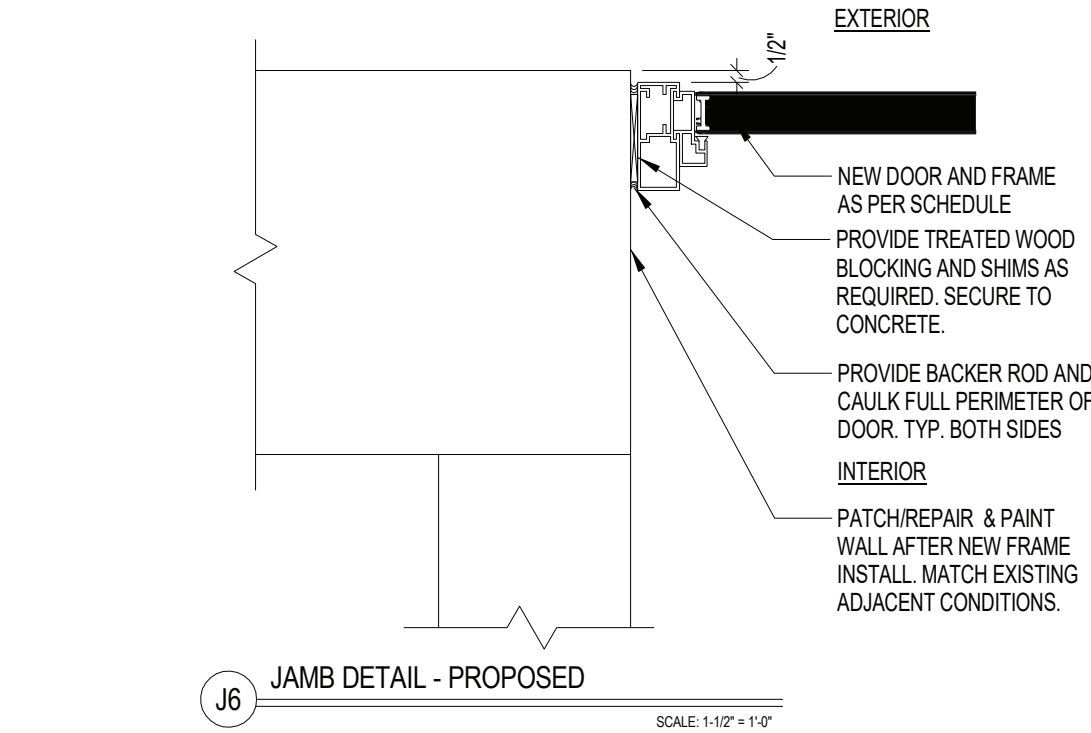 EXTERIOR
1/2"
NEW DOOR AND FRAME
AS PER SCHEDULE
PROVIDE TREATED WOOD
BLOCKING AND SHIMS AS
REQUIRED. SECURE TO
CONCRETE.
PROVIDE BACKER ROD AND
CAULK FULL PERIMETER OF
DOOR. TYP. BOTH SIDES
INTERIOR
PATCH/REPAIR & PAINT
WALL AFTER NEW FRAME
INSTALL. MATCH EXISTING
ADJACENT CONDITIONS.
J6
JAMB DETAIL - PROPOSED
SCALE: 1-1/2" = 1'-0"